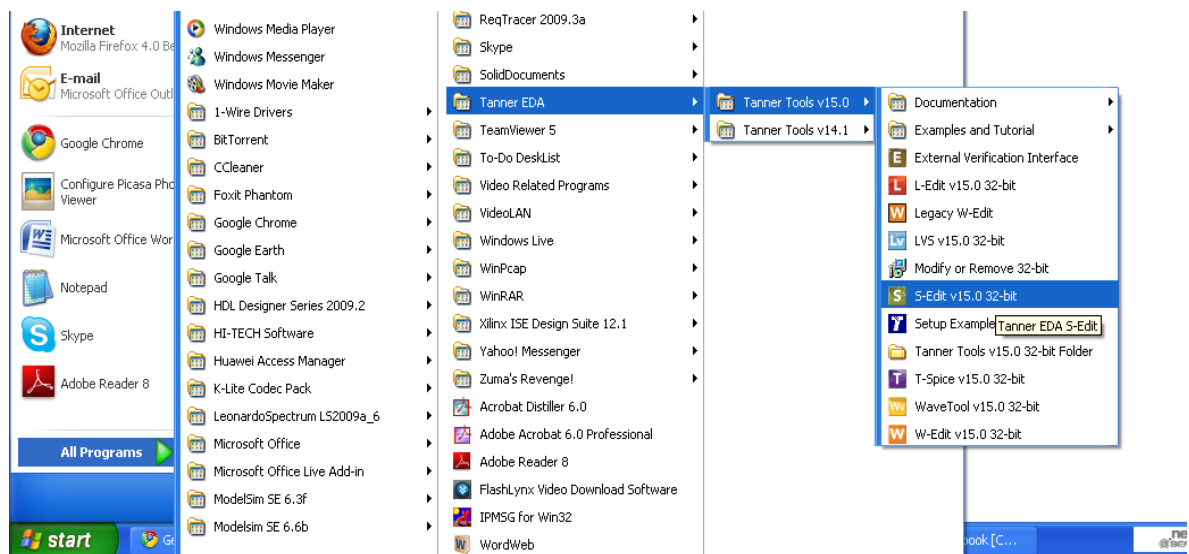 Internet
Mozilla Firefox 4.0 Be
E-mail
Microsoft Office Outl
Google Chrome
Configure Picasa Pho
Viewer
Microsoft Office Wor
Notepad
Skype
Adobe Reader 8
All Programs
start
Windows Media Player
Windows Messenger
Windows Movie Maker
1-Wire Drivers
BitTorrent
CCleaner
Foxit Phantom
Google Chrome
Google Earth
Google Talk
HDL Designer Series 2009.2
HI-TECH Software
Huawei Access Manager
K-Lite Codec Pack
LeonardoSpectrum LS2009a_6
Microsoft Office
Microsoft Office Live Add-in
ModelSim SE 6.3f
Modelsim SE 6.6b
ReqTracer 2009.3a
Skype
SolidDocuments
Tanner EDA
TeamViewer 5
To-Do DeskList
Video Related Programs
VideoLAN
Windows Live
WinPcap
WinRAR
Xilinx ISE Design Suite 12.1
Yahoo! Messenger
Zuma's Revenge!
Acrobat Distiller 6.0
Adobe Acrobat 6.0 Professional
Adobe Reader 8
FlashLynx Video Download Software
IPMSG for Win32
WordWeb
Tanner Tools v15.0
Tanner Tools v14.1
Documentation
Examples and Tutorial
External Verification Interface
L-Edit v15.0 32-bit
Legacy W-Edit
LVS v15.0 32-bit
Modify or Remove 32-bit
S-Edit v15.0 32-bit
Setup Example
Tanner EDA S-Edit
Tanner Tools v15.0 32-bit Folder
T-Spice v15.0 32-bit
WaveTool v15.0 32-bit
W-Edit v15.0 32-bit
Ge
book [C...